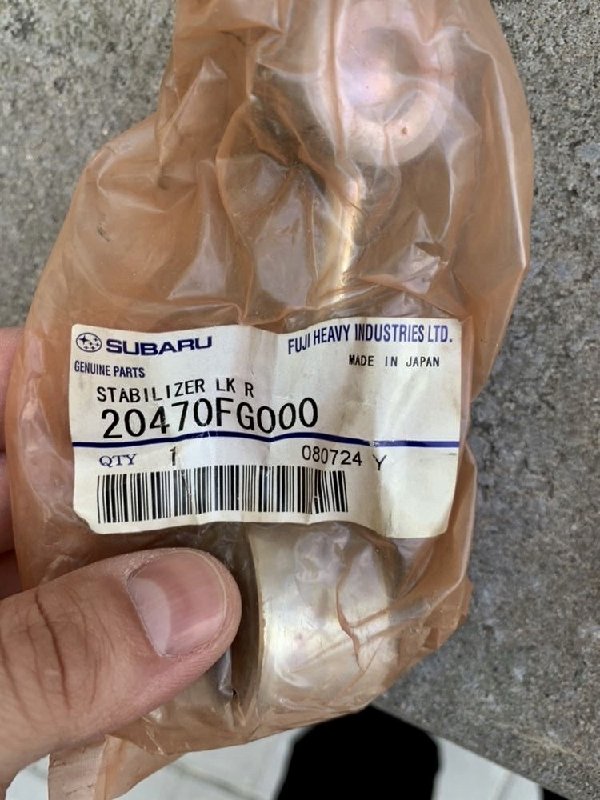 SUBARU
FUJI HEAVY INDUSTRIES LTD.
GENUINE PARTS
MADE IN JAPAN
STABILIZER LK R
20470FG000
QTY 1 080724 Y